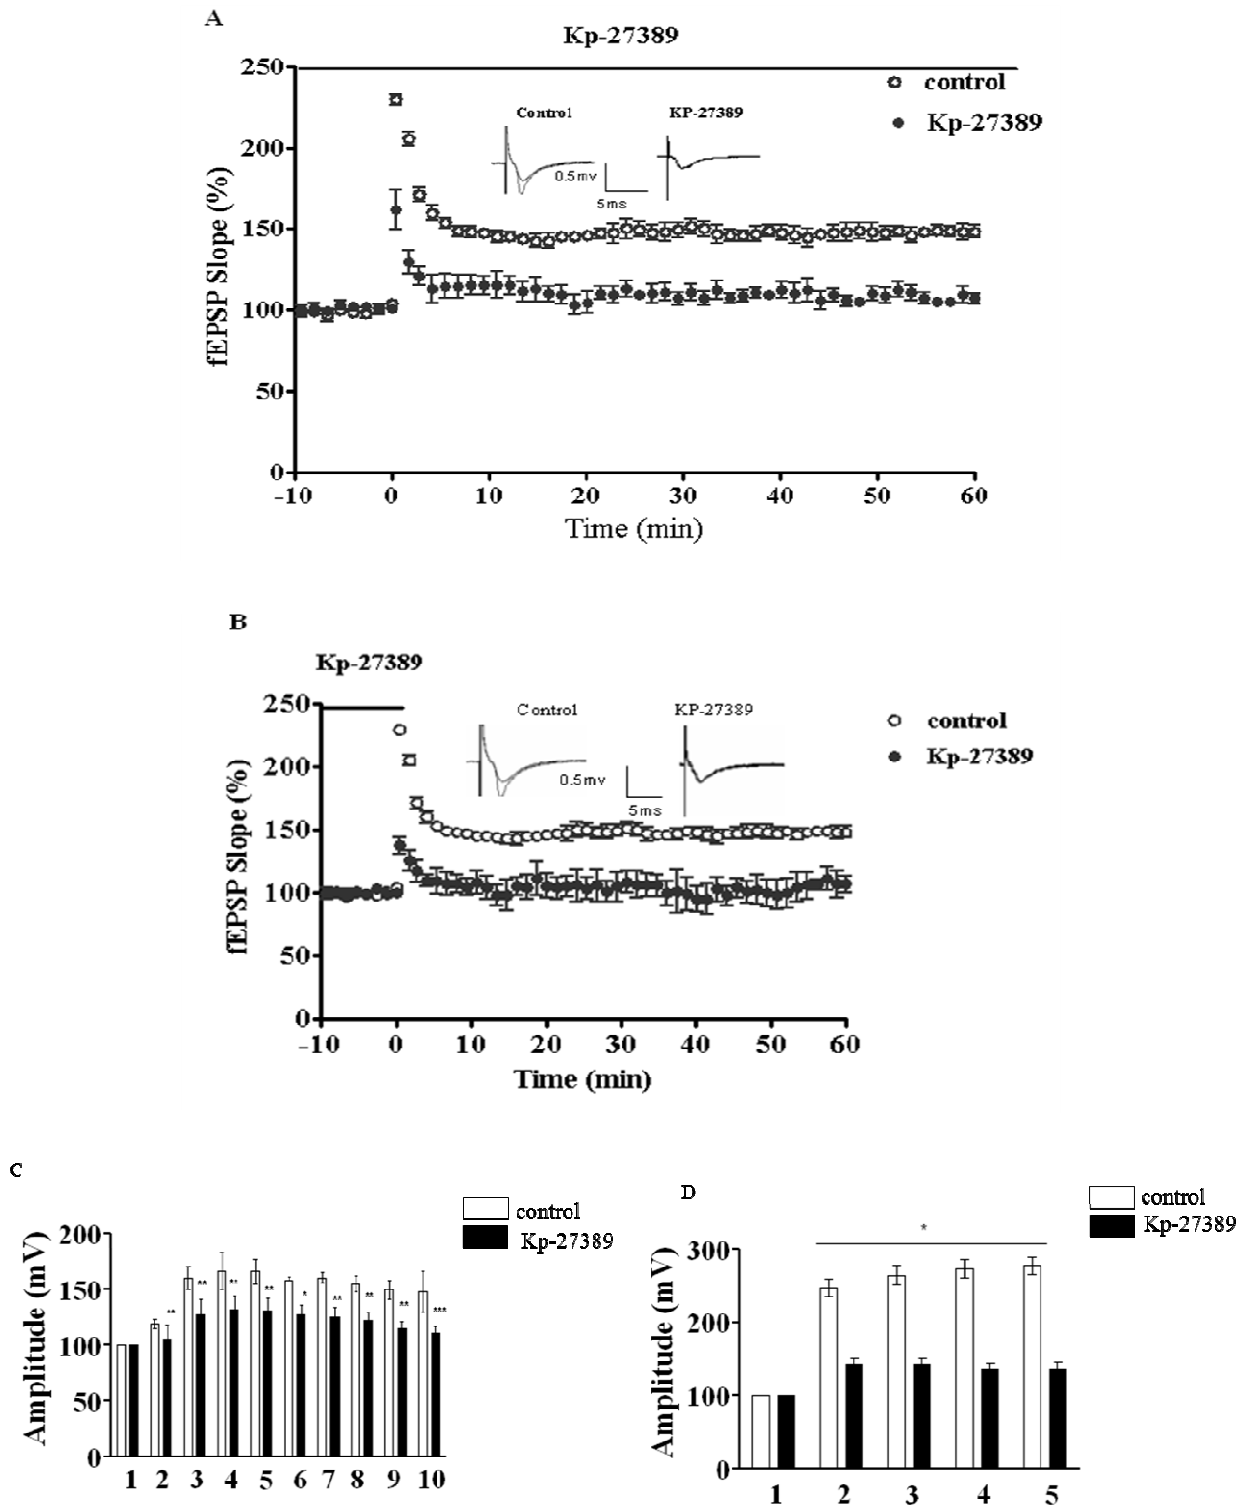 A
Kp-27389
250
200
150
100
50
0
fEPSP Slope (%)
control
Kp-27389
Control
KP-27389
0.5mv
5ms
-10 0 10 20 30 40 50 60
Time (min)
B
Kp-27389
250
200
150
100
50
0
fEPSP Slope (%)
Control
KP-27389
0.5mv
5ms
control
Kp-27389
-10 0 10 20 30 40 50 60
Time (min)
C
control
Kp-27389
200
150
100
50
0
Amplitude (mV)
** ** ** ** * ** ** ** ***
1 2 3 4 5 6 7 8 9 10
D
control
Kp-27389
*
300
200
100
0
Amplitude (mV)
1 2 3 4 5